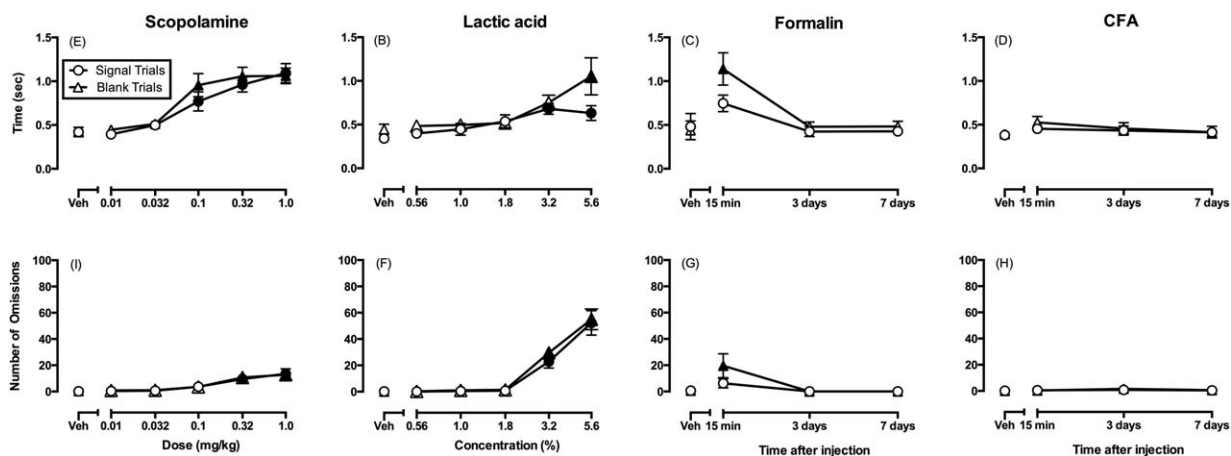 Scopolamine
Lactic acid
Formalin
CFA
(E)
Signal Trials
Blank Trials
Time (sec)
1.5
1.0
0.5
0.0
Veh 0.01 0.032 0.1 0.32 1.0
(B)
1.5
1.0
0.5
0.0
Veh 0.56 1.0 1.8 3.2 5.6
(C)
1.5
1.0
0.5
0.0
Veh 15 min 3 days 7 days
(D)
1.5
1.0
0.5
0.0
Veh 15 min 3 days 7 days
(I)
Number of Omissions
100
80
60
40
20
0
Veh 0.01 0.032 0.1 0.32 1.0
Dose (mg/kg)
(F)
100
80
60
40
20
0
Veh 0.56 1.0 1.8 3.2 5.6
Concentration (%)
(G)
100
80
60
40
20
0
Veh 15 min 3 days 7 days
Time after injection
(H)
100
80
60
40
20
0
Veh 15 min 3 days 7 days
Time after injection